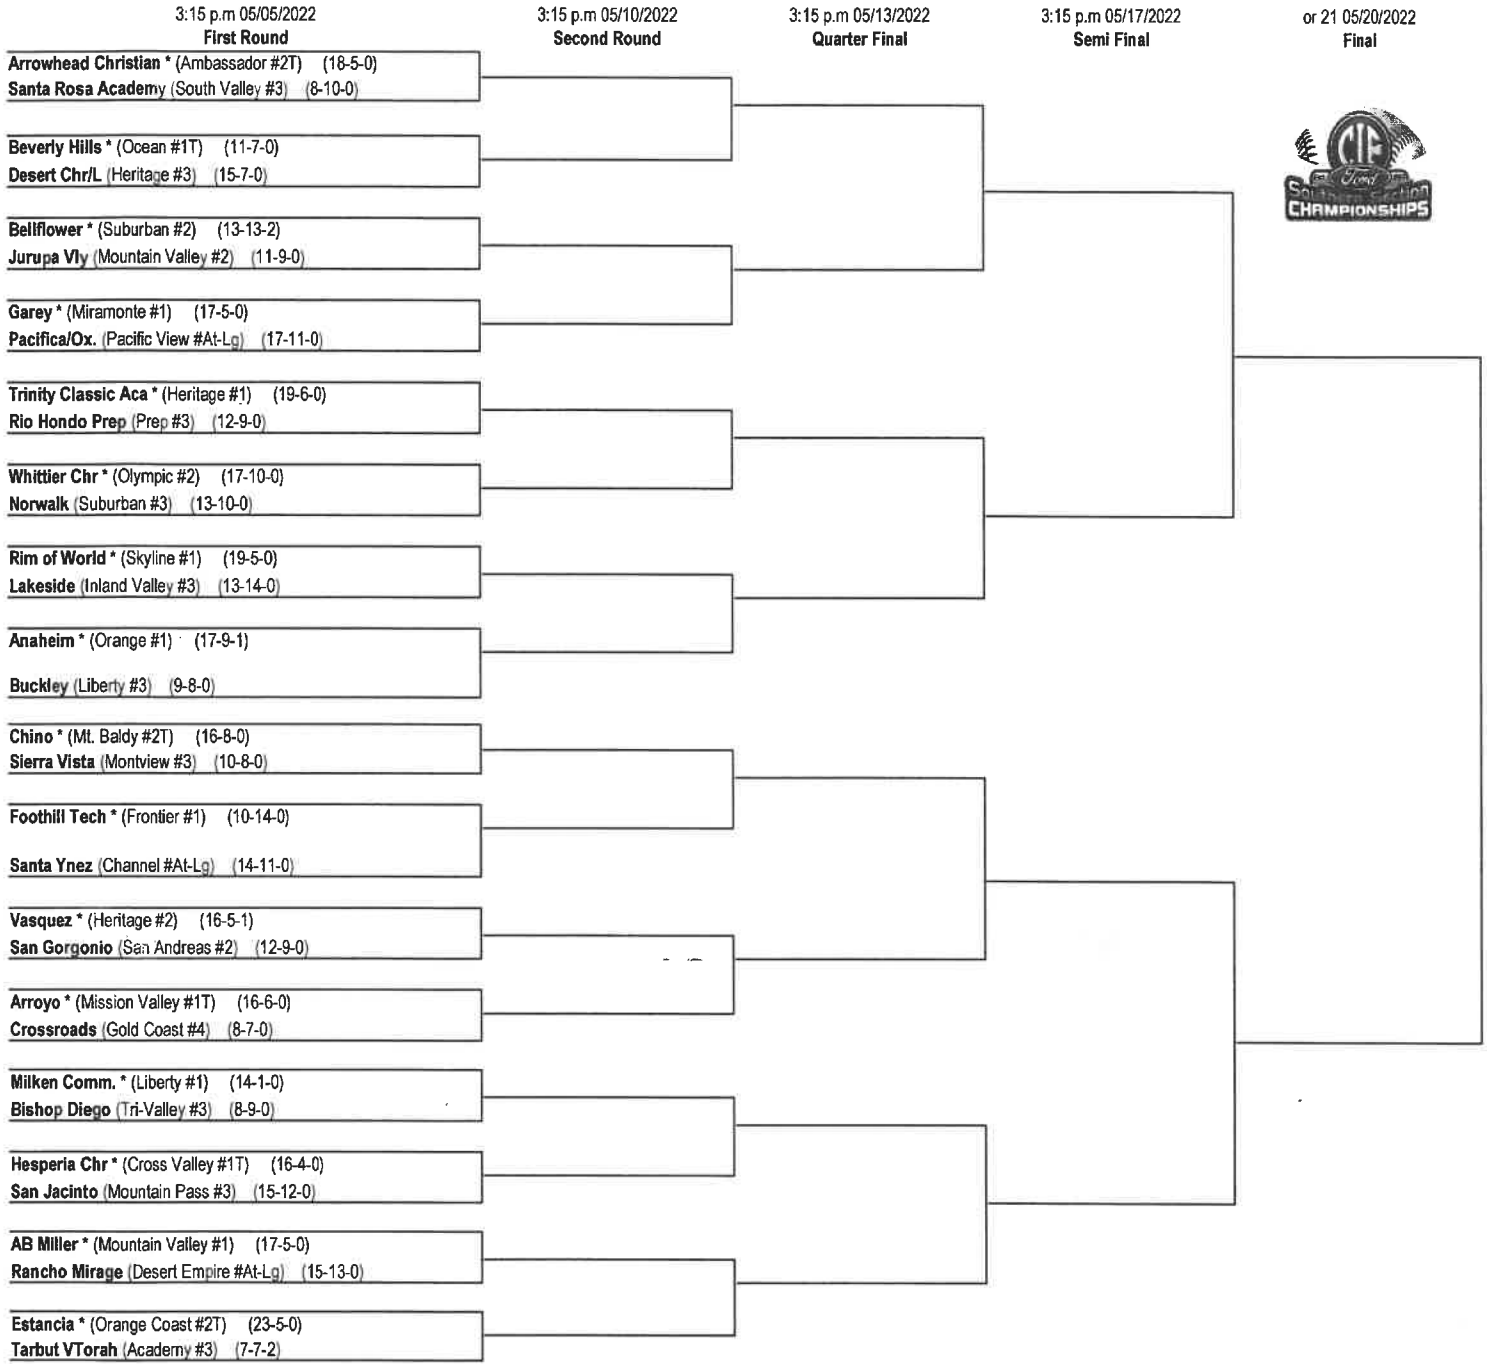 3:15 p.m 05/05/2022
First Round
3:15 p.m 05/10/2022
Second Round
3:15 p.m 05/13/2022
Quarter Final
3:15 p.m 05/17/2022
Semi Final
or 21 05/20/2022
Final
CIF
Ford
Southern Section
CHAMPIONSHIPS
Arrowhead Christian * (Ambassador #2T) (18-5-0)
Santa Rosa Academy (South Valley #3) (8-10-0)
Beverly Hills * (Ocean #1T) (11-7-0)
Desert Chr/L (Heritage #3) (15-7-0)
Bellflower * (Suburban #2) (13-13-2)
Jurupa Vly (Mountain Valley #2) (11-9-0)
Garey * (Miramonte #1) (17-5-0)
Pacifica/Ox. (Pacific View #At-Lg) (17-11-0)
Trinity Classic Aca * (Heritage #1) (19-6-0)
Rio Hondo Prep (Prep #3) (12-9-0)
Whittier Chr * (Olympic #2) (17-10-0)
Norwalk (Suburban #3) (13-10-0)
Rim of World * (Skyline #1) (19-5-0)
Lakeside (Inland Valley #3) (13-14-0)
Anaheim * (Orange #1) (17-9-1)
Buckley (Liberty #3) (9-8-0)
Chino * (Mt. Baldy #2T) (16-8-0)
Sierra Vista (Montview #3) (10-8-0)
Foothill Tech * (Frontier #1) (10-14-0)
Santa Ynez (Channel #At-Lg) (14-11-0)
Vasquez * (Heritage #2) (16-5-1)
San Gorgonio (San Andreas #2) (12-9-0)
Arroyo * (Mission Valley #1T) (16-6-0)
Crossroads (Gold Coast #4) (8-7-0)
Milken Comm. * (Liberty #1) (14-1-0)
Bishop Diego (Tri-Valley #3) (8-9-0)
Hesperia Chr * (Cross Valley #1T) (16-4-0)
San Jacinto (Mountain Pass #3) (15-12-0)
AB Miller * (Mountain Valley #1) (17-5-0)
Rancho Mirage (Desert Empire #At-Lg) (15-13-0)
Estancia * (Orange Coast #2T) (23-5-0)
Tarbut VTorah (Academy #3) (7-7-2)